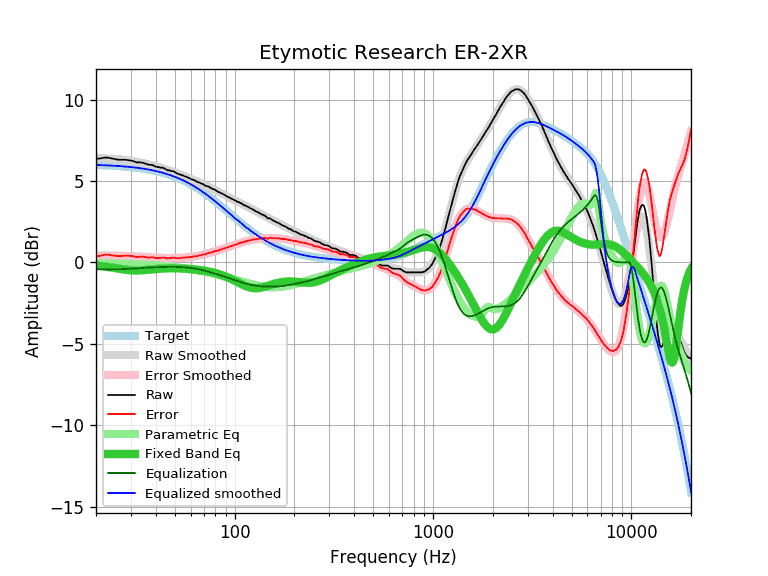 Etymotic Research ER-2XR
10
5
0
−5
−10
−15
Amplitude (dBr)
Target
Raw Smoothed
Error Smoothed
Raw
Error
Parametric Eq
Fixed Band Eq
Equalization
Equalized smoothed
100
1000
10000
Frequency (Hz)